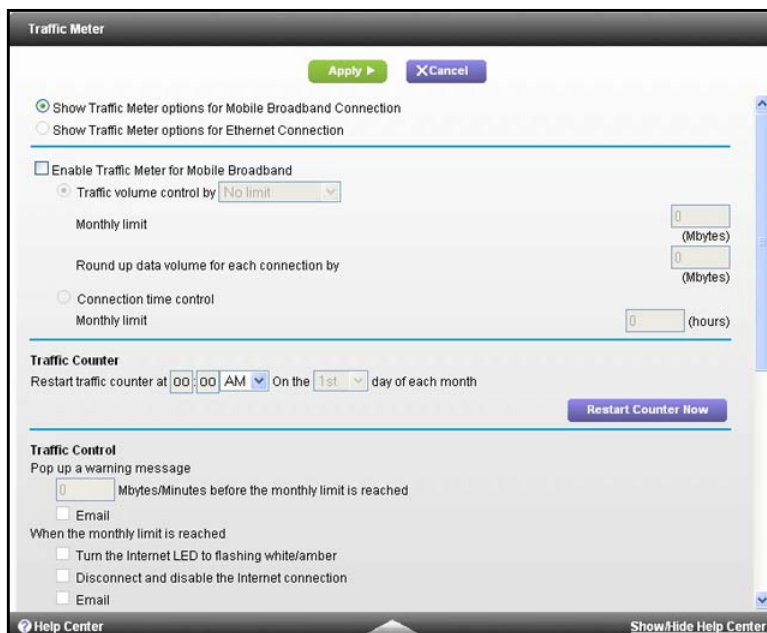 Traffic Meter
Apply ▶
X Cancel
Show Traffic Meter options for Mobile Broadband Connection
Show Traffic Meter options for Ethernet Connection
Enable Traffic Meter for Mobile Broadband
Traffic volume control by No limit
Monthly limit 0
(Mbytes)
Round up data volume for each connection by 0
(Mbytes)
Connection time control
Monthly limit 0 (hours)
Traffic Counter
Restart traffic counter at 00:00 AM On the 1st day of each month
Restart Counter Now
Traffic Control
Pop up a warning message
0 Mbytes/Minutes before the monthly limit is reached
Email
When the monthly limit is reached
Turn the Internet LED to flashing white/amber
Disconnect and disable the Internet connection
Email
? Help Center Show/Hide Help Center